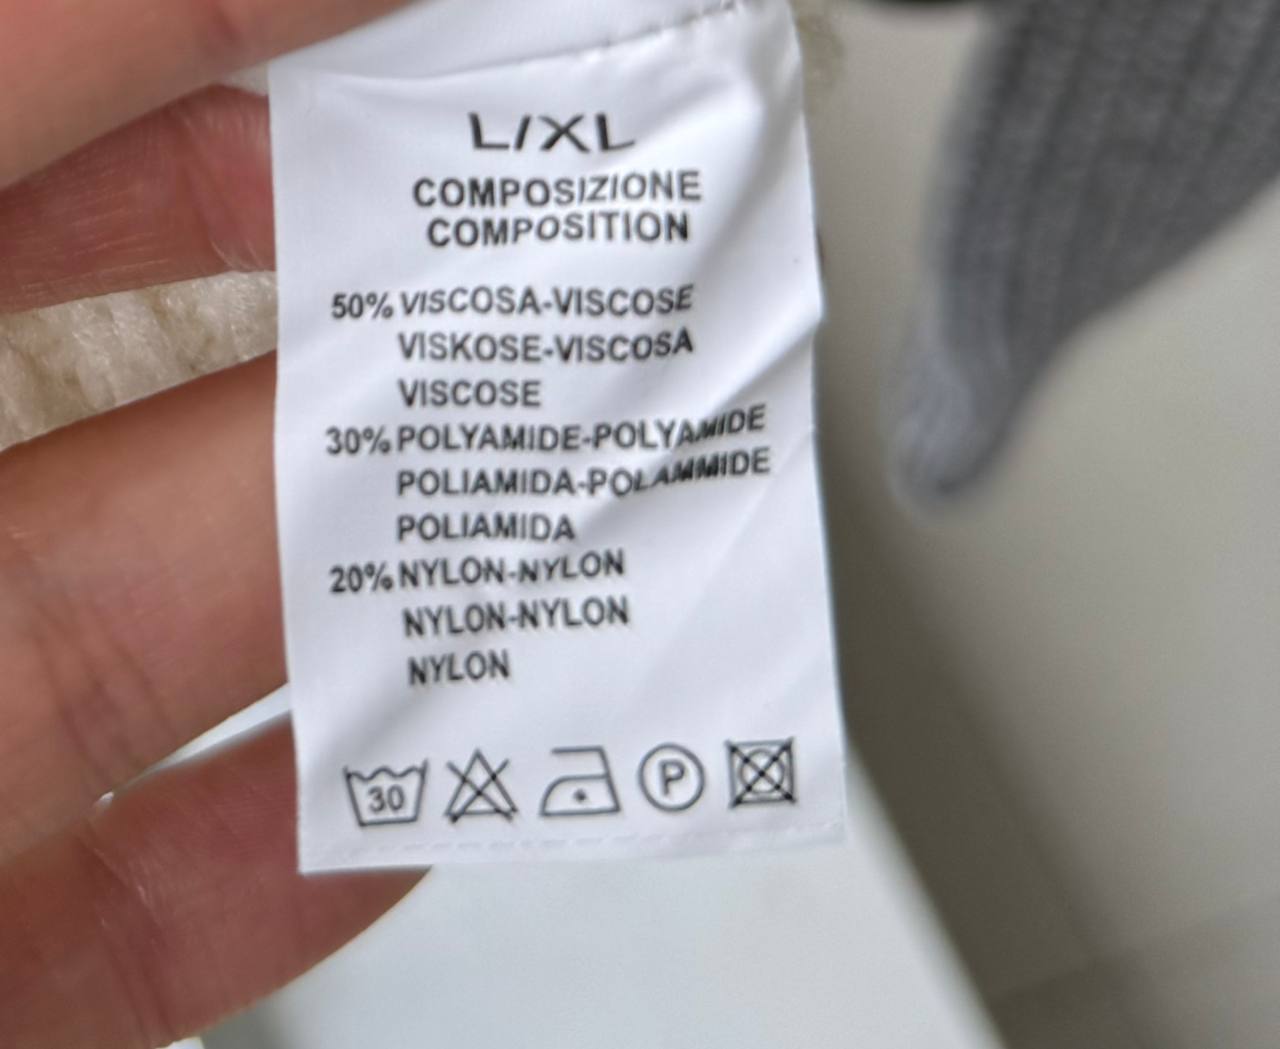 L/XL
COMPOSIZIONE
COMPOSITION
50% VISCOSA-VISCOSE
VISKOSE-VISCOSA
VISCOSE
30% POLYAMIDE-POLYAMIDE
POLIAMIDA-POLAMMIDE
POLIAMIDA
20% NYLON-NYLON
NYLON-NYLON
NYLON
30 P